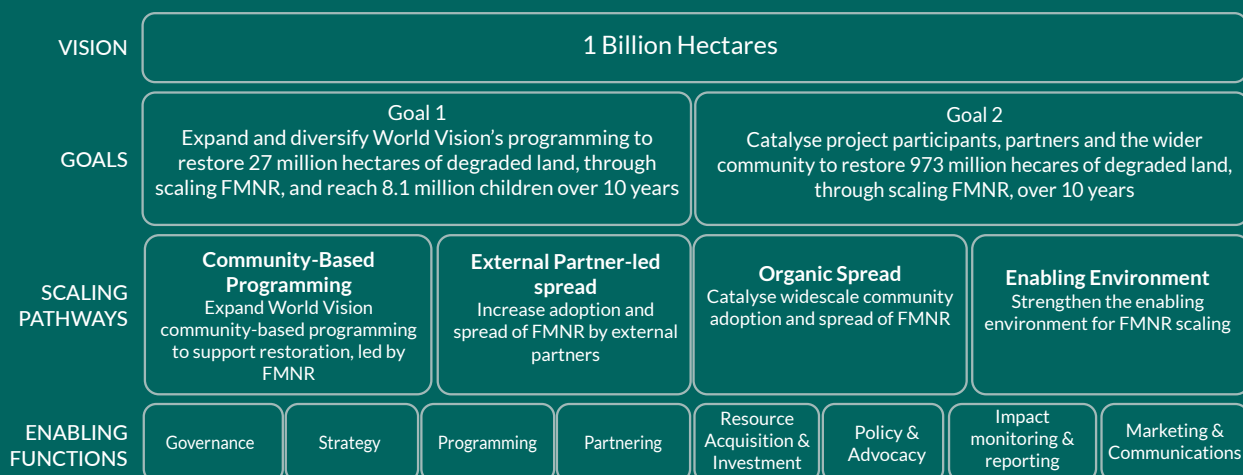 VISION
1 Billion Hectares
GOALS
Goal 1
Expand and diversify World Vision's programming to
restore 27 million hectares of degraded land, through
scaling FMNR, and reach 8.1 million children over 10 years
Goal 2
Catalyse project participants, partners and the wider
community to restore 973 million hecares of degraded land,
through scaling FMNR, over 10 years
SCALING
PATHWAYS
Community-Based
Programming
Expand World Vision
community-based programming
to support restoration, led by
FMNR
External Partner-led
spread
Increase adoption and
spread of FMNR by external
partners
Organic Spread
Catalyse widescale community
adoption and spread of FMNR
Enabling Environment
Strengthen the enabling
environment for FMNR scaling
ENABLING
FUNCTIONS
Governance
Strategy
Programming
Partnering
Resource
Acquisition &
Investment
Policy &
Advocacy
Impact
monitoring &
reporting
Marketing &
Communications